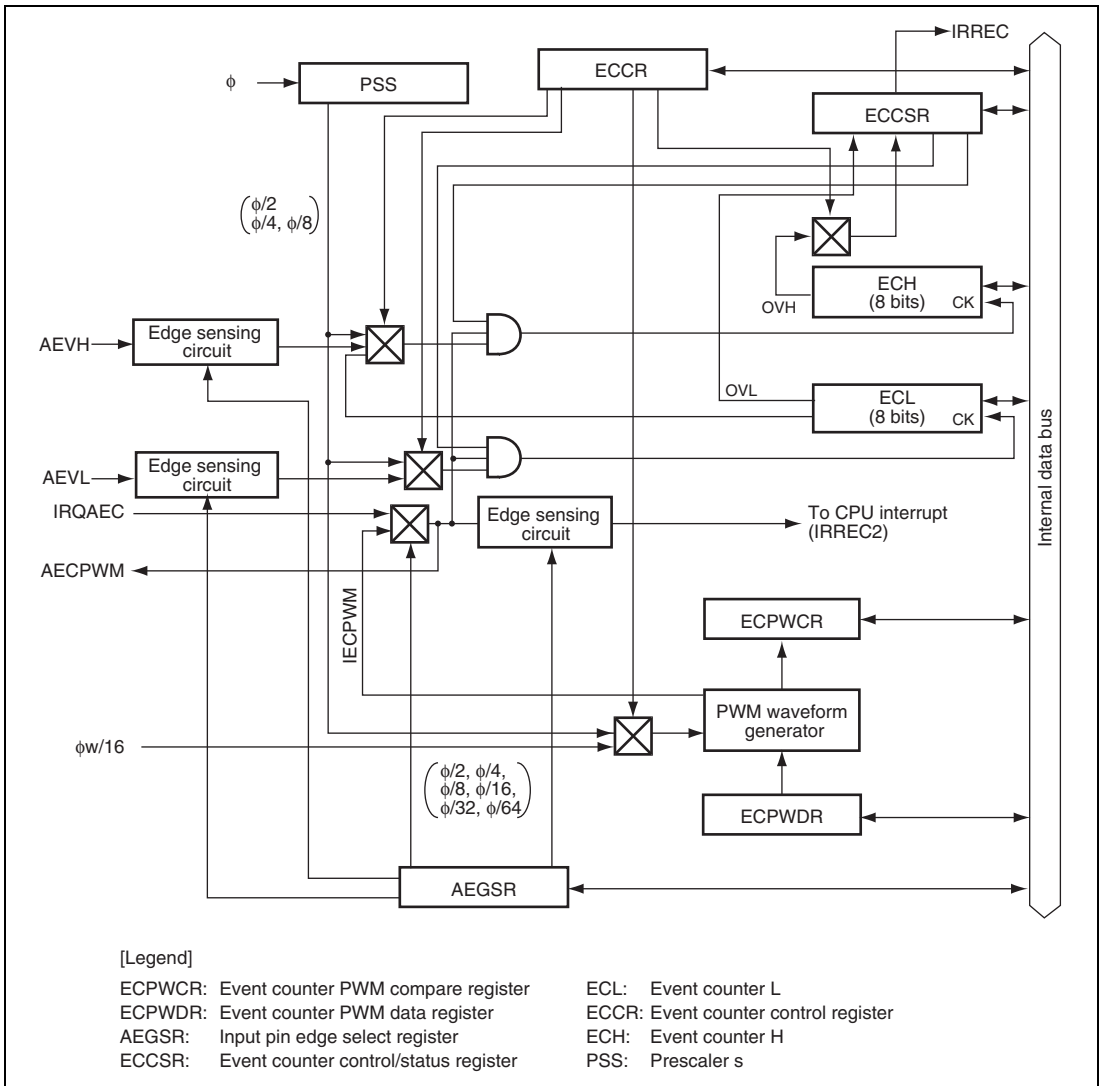 IRREC
φ
PSS
ECCR
ECCSR
(φ/2
φ/4, φ/8)
ECH
(8 bits)
CK
OVH
AEVH
Edge sensing
circuit
OVL
ECL
(8 bits)
CK
AEVL
Edge sensing
circuit
IRQAEC
Edge sensing
circuit
To CPU interrupt
(IRREC2)
AECPWM
IECPWM
Internal data bus
ECPWCR
PWM waveform
generator
φw/16
(φ/2, φ/4,
φ/8, φ/16,
φ/32, φ/64)
ECPWDR
AEGSR
[Legend]
ECPWCR: Event counter PWM compare register
ECPWDR: Event counter PWM data register
AEGSR: Input pin edge select register
ECCSR: Event counter control/status register
ECL: Event counter L
ECCR: Event counter control register
ECH: Event counter H
PSS: Prescaler s